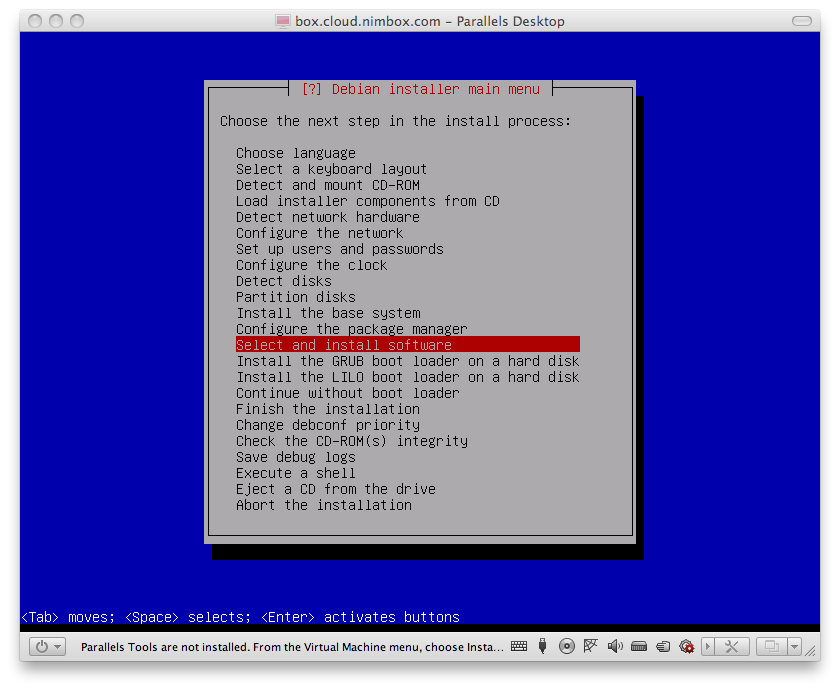 box.cloud.nimbox.com – Parallels Desktop
[?] Debian installer main menu
Choose the next step in the install process:
Choose language
Select a keyboard layout
Detect and mount CD-ROM
Load installer components from CD
Detect network hardware
Configure the network
Set up users and passwords
Configure the clock
Detect disks
Partition disks
Install the base system
Configure the package manager
Select and install software
Install the GRUB boot loader on a hard disk
Install the LILO boot loader on a hard disk
Continue without boot loader
Finish the installation
Change debconf priority
Check the CD-ROM(s) integrity
Save debug logs
Execute a shell
Eject a CD from the drive
Abort the installation
<Tab> moves; <Space> selects; <Enter> activates buttons
Parallels Tools are not installed. From the Virtual Machine menu, choose Insta...